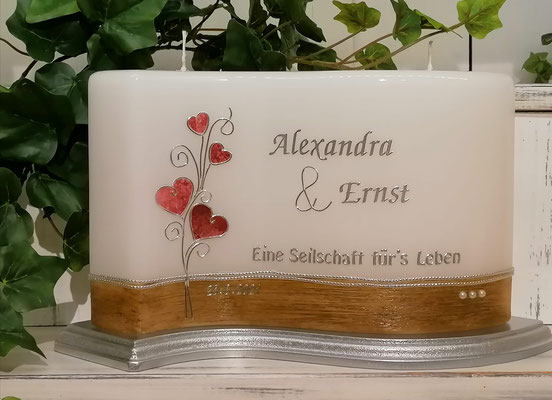 Alexandra
& Ernst
Eine Seilschaft für's Leben